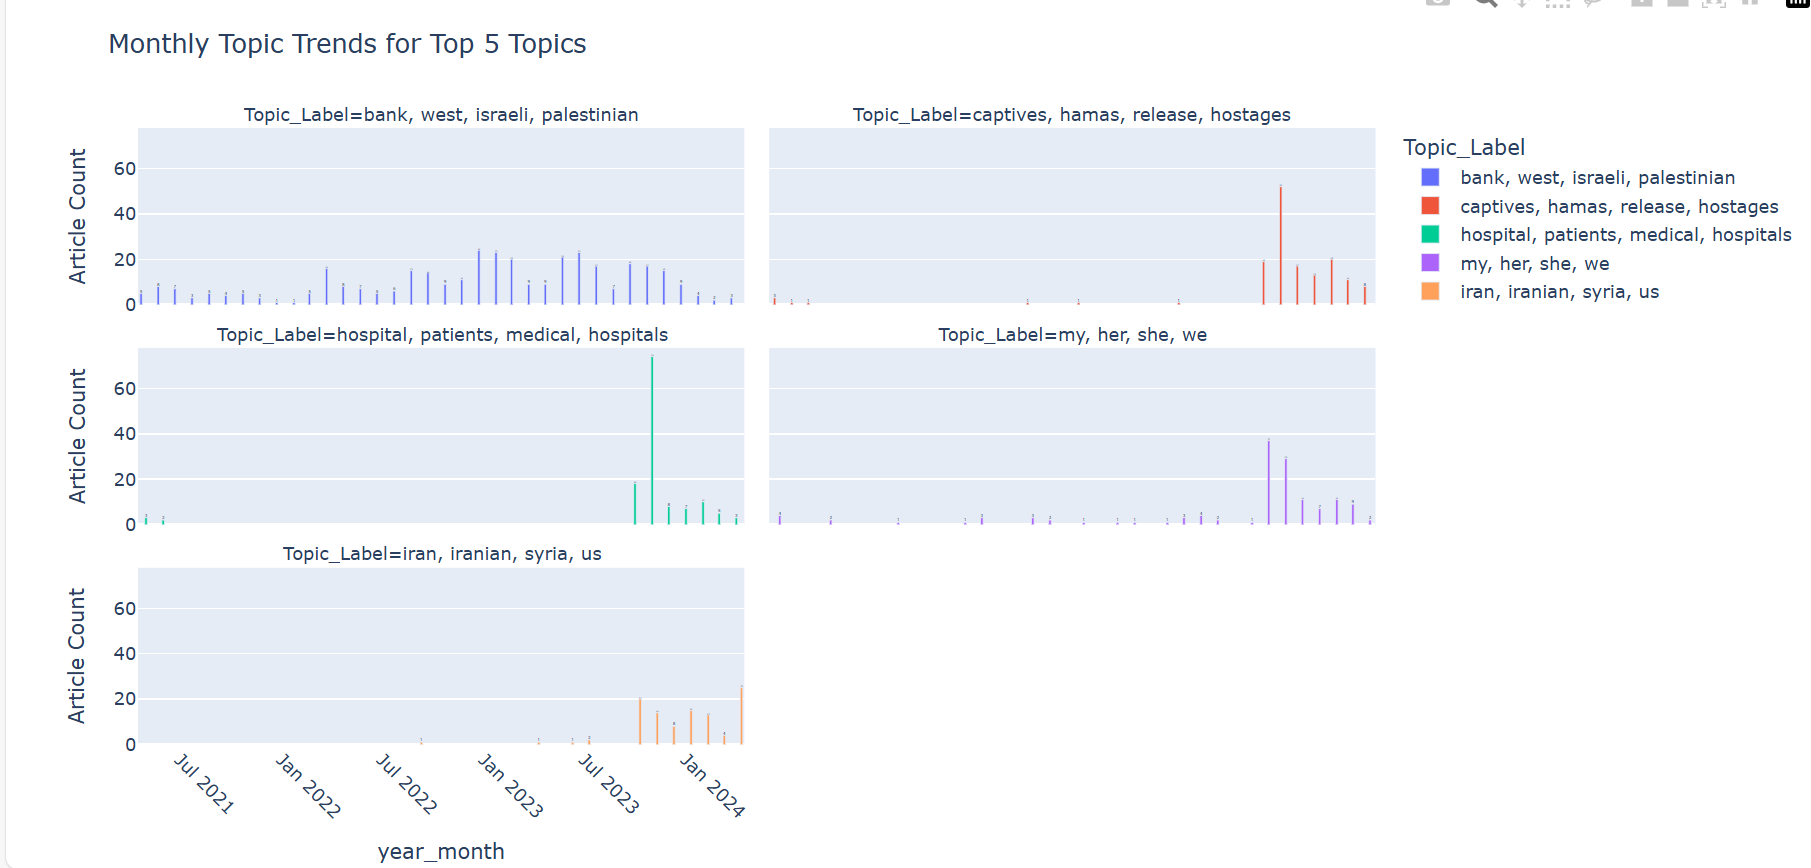 Monthly Topic Trends for Top 5 Topics
Topic_Label=bank, west, israeli, palestinian
Topic_Label=captives, hamas, release, hostages
Article Count
60
40
20
0
Topic_Label
bank, west, israeli, palestinian
captives, hamas, release, hostages
hospital, patients, medical, hospitals
my, her, she, we
iran, iranian, syria, us
Topic_Label=hospital, patients, medical, hospitals
Topic_Label=my, her, she, we
Article Count
60
40
20
0
Topic_Label=iran, iranian, syria, us
Article Count
60
40
20
0
Jul 2021
Jan 2022
Jul 2022
Jan 2023
Jul 2023
Jan 2024
year_month